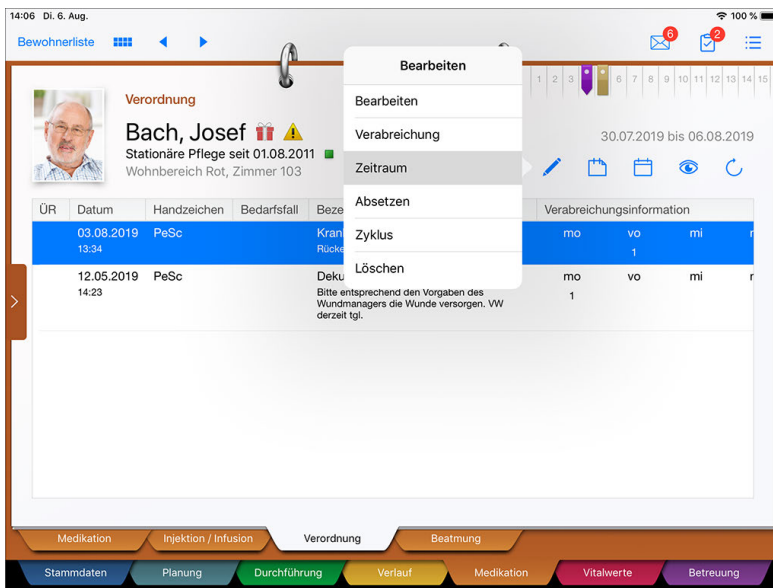 14:06 Di. 6. Aug. 100 %
Bewohnerliste 6 2
Bearbeiten
1 2 3 6 7 8 9 10 11 12 13 14 15
Verordnung
Bearbeiten
Bach, Josef
Verabreichung
30.07.2019 bis 06.08.2019
Stationäre Pflege seit 01.08.2011
Wohnbereich Rot, Zimmer 103
Zeitraum
Absetzen
ÜR Datum Handzeichen Bedarfsfall Beze Verabreichungsinformation
03.08.2019 PeSc Kran Zyklus mo vo mi
13:34 Rücke 1
Löschen
12.05.2019 PeSc Deku mo vo mi
14:23 Bitte entsprechend den Vorgaben des 1
Wundmanagers die Wunde versorgen. VW
derzeit tgl.
Medikation Injektion / Infusion Verordnung Beatmung
Stammdaten Planung Durchführung Verlauf Medikation Vitalwerte Betreuung